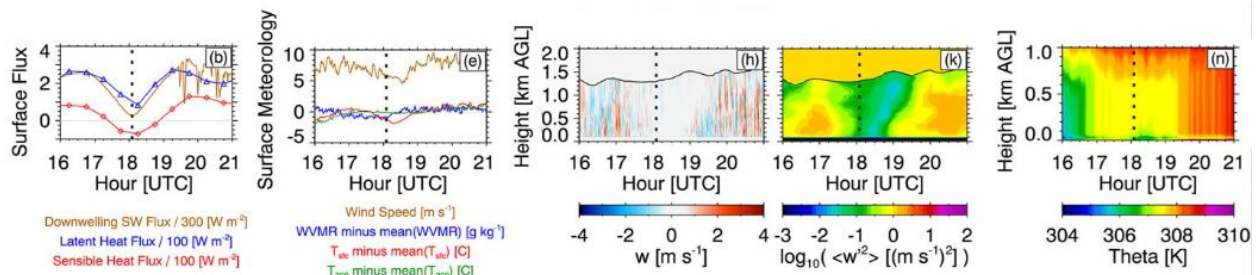 Surface Flux
4
2
0
(b)
16 17 18 19 20 21
Hour [UTC]
Downwelling SW Flux / 300 [W m⁻²]
Latent Heat Flux / 100 [W m⁻²]
Sensible Heat Flux / 100 [W m⁻²]
Surface Meteorology
10
5
0
-5
(e)
16 17 18 19 20 21
Hour [UTC]
Wind Speed [m s⁻¹]
WVMR minus mean(WVMR) [g kg⁻¹]
Tsfc minus mean(Tsfc) [C]
minus mean( ) [C]
Height [km AGL]
2.0
1.5
1.0
0.5
0.0
(h)
16 17 18 19 20
Hour [UTC]
-4 -2 0 2 4
w [m s⁻¹]
(k)
16 17 18 19 20
Hour [UTC]
-3 -2 -1 0 1 2
log₁₀( <w'²> [(m s⁻¹)²] )
Height [km AGL]
1.0
0.5
0.0
(n)
16 17 18 19 20 21
Hour [UTC]
304 306 308 310
Theta [K]